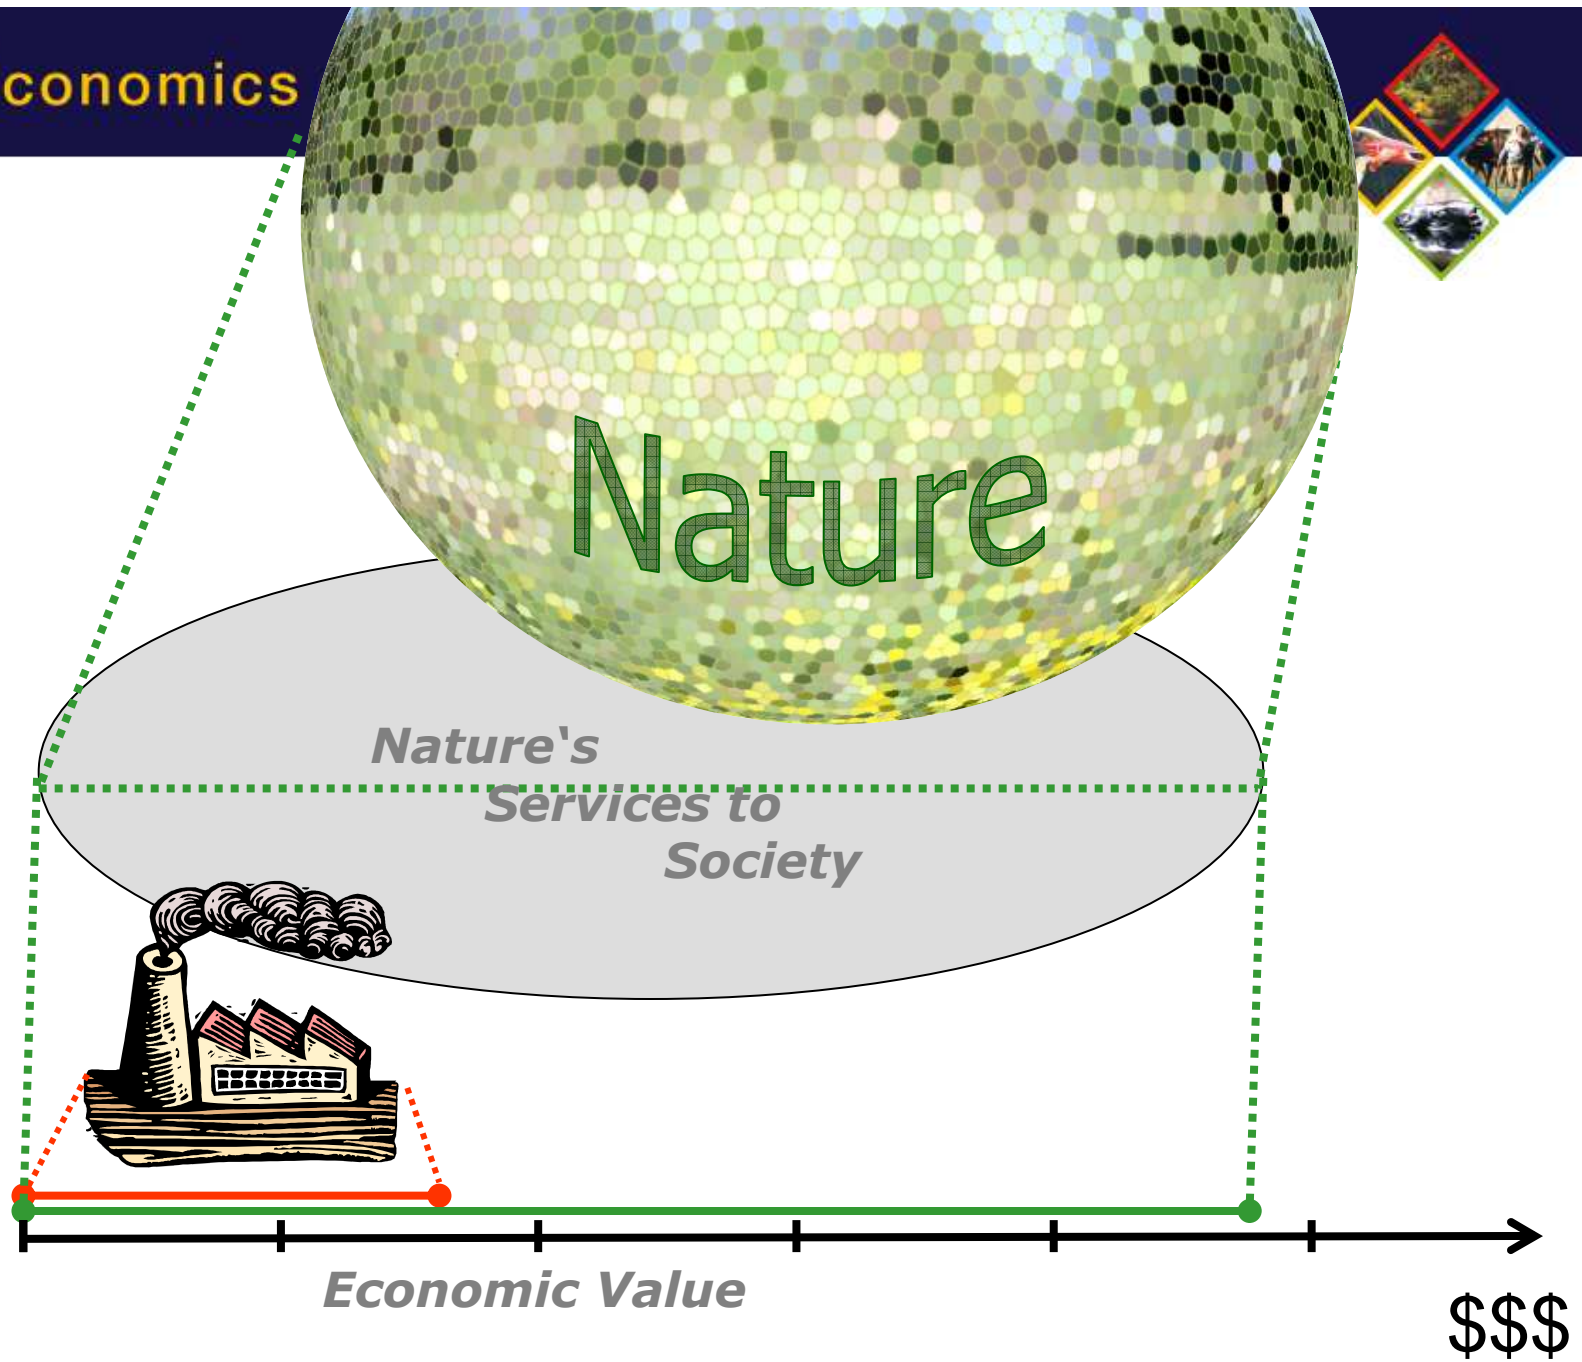 conomics
Nature
Nature‛s
Services to
Society
Economic Value
$$$